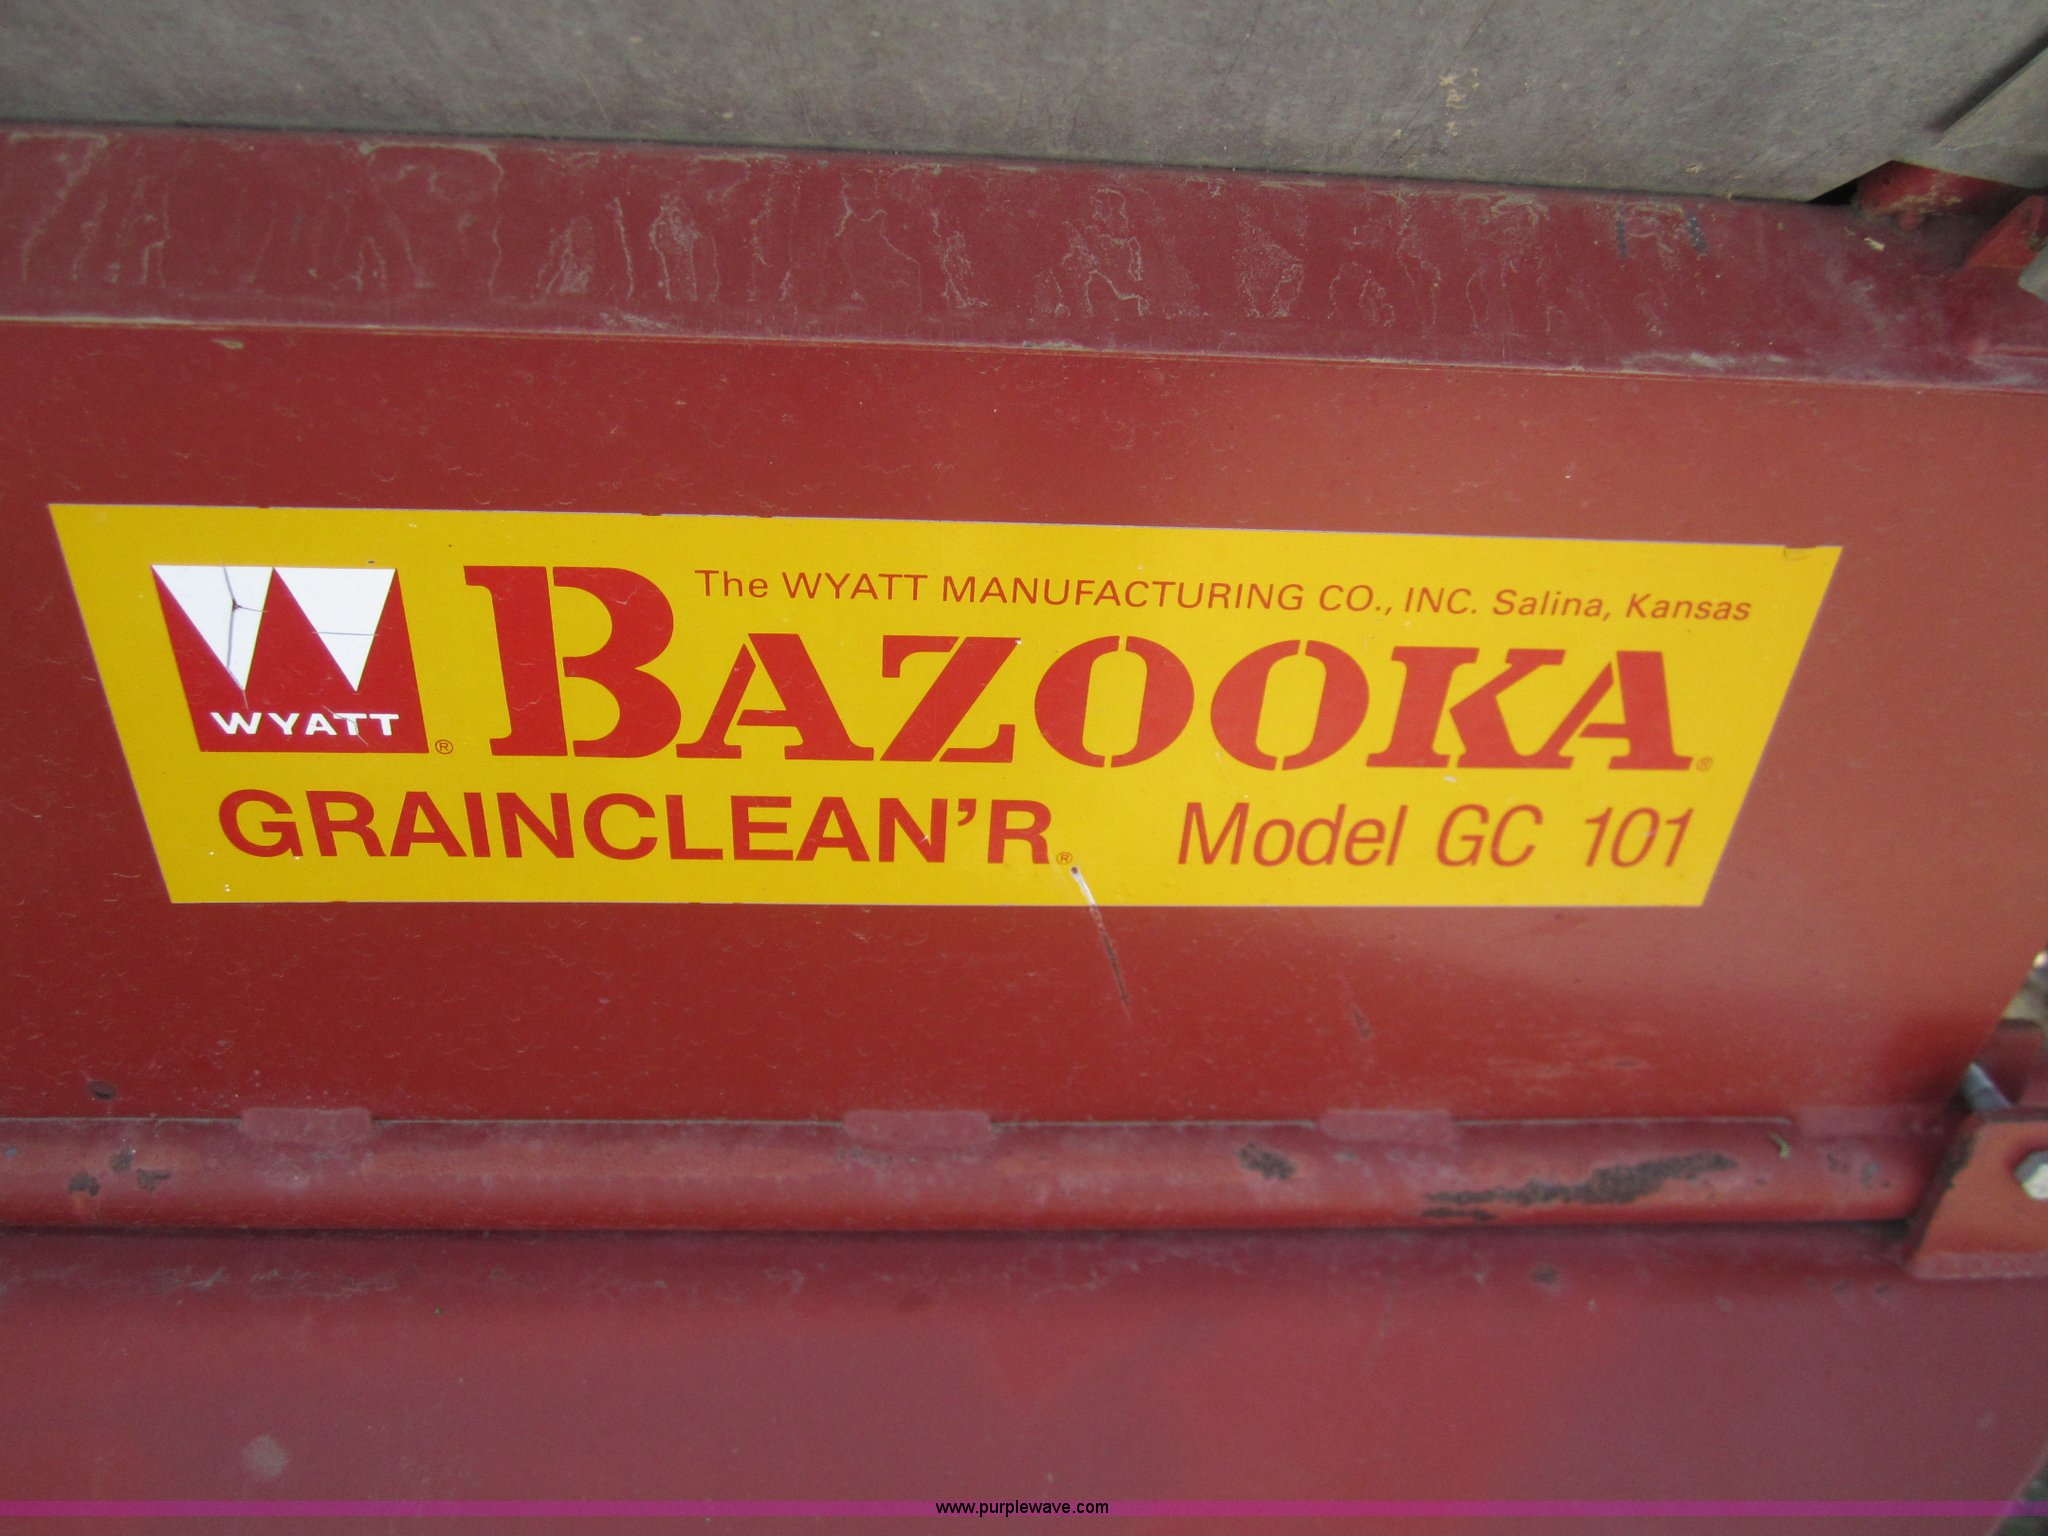 The WYATT MANUFACTURING CO., INC. Salina, Kansas
WYATT®
BAZOOKA®
GRAINCLEAN'R® Model GC 101
www.purplewave.com